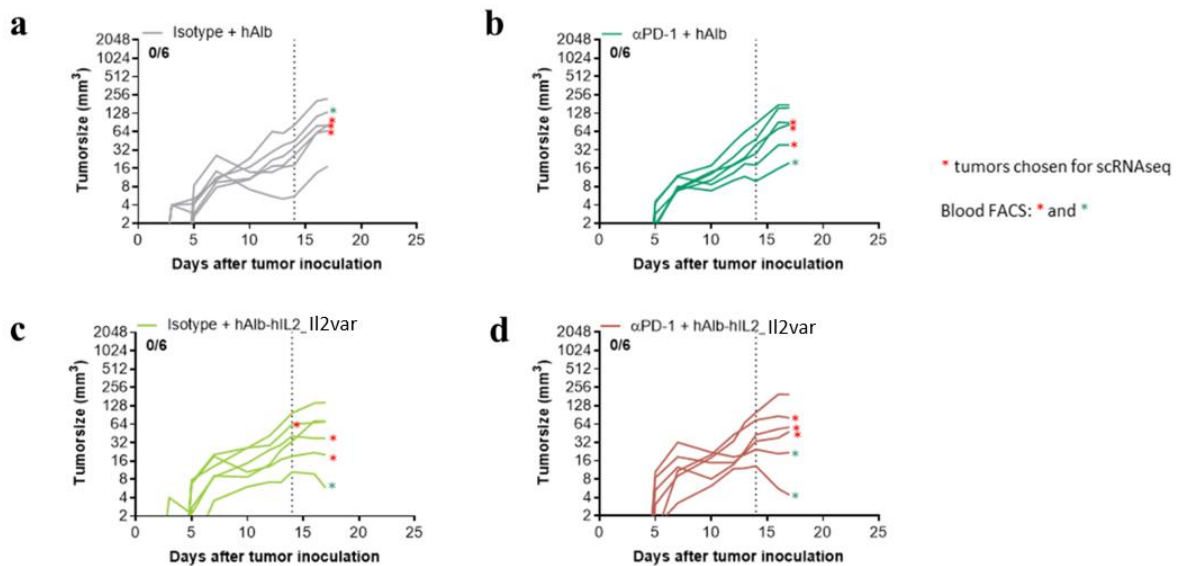 a
Isotype + hAlb
0/6
2048
1024
512
256
128
64
32
16
8
4
2
Tumorsize (mm³)
0 5 10 15 20 25
Days after tumor inoculation
*
*
*
*
b
αPD-1 + hAlb
0/6
2048
1024
512
256
128
64
32
16
8
4
2
Tumorsize (mm³)
0 5 10 15 20 25
Days after tumor inoculation
*
*
*
*
* tumors chosen for scRNAseq
Blood FACS: * and *
c
Isotype + hAlb-hIL2_Il2var
0/6
2048
1024
512
256
128
64
32
16
8
4
2
Tumorsize (mm³)
0 5 10 15 20 25
Days after tumor inoculation
*
*
*
*
d
αPD-1 + hAlb-hIL2_Il2var
0/6
2048
1024
512
256
128
64
32
16
8
4
2
Tumorsize (mm³)
0 5 10 15 20 25
Days after tumor inoculation
*
*
*
*
*